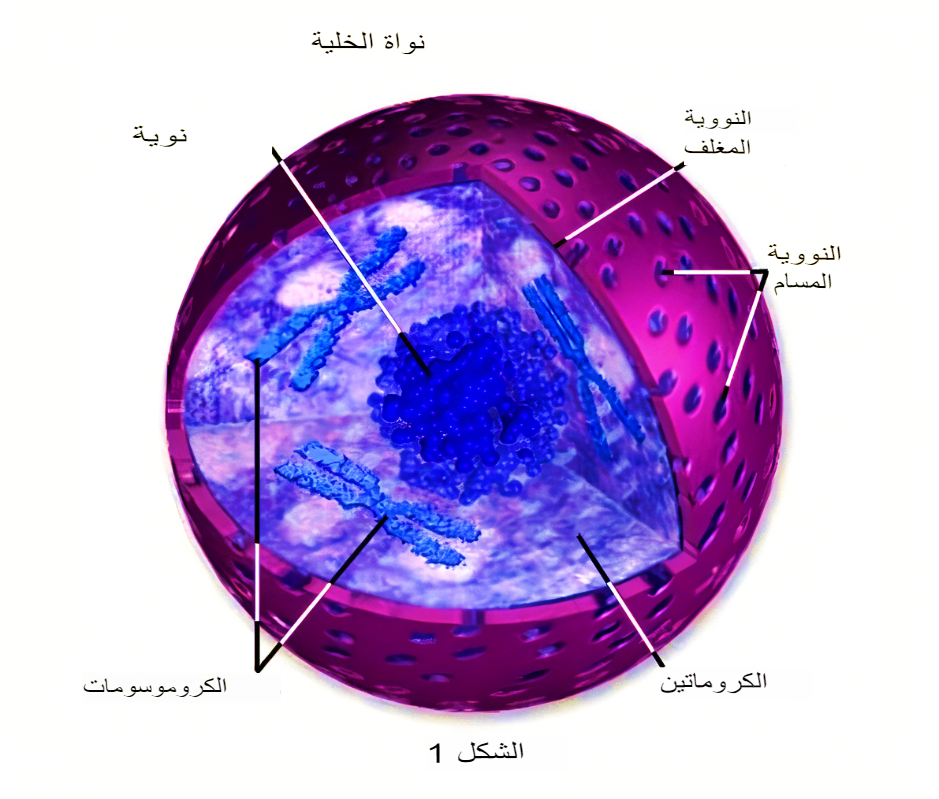 نواة الخلية
نوية
النووية
المغلف
النووية
المسام
الكروموسومات
الكروماتين
الشكل 1